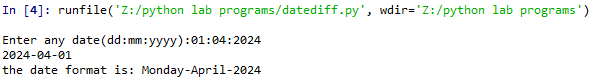 In [4]: runfile('Z:/python lab programs/datediff.py', wdir='Z:/python lab programs')
Enter any date(dd:mm:yyyy):01:04:2024
2024-04-01
the date format is: Monday-April-2024